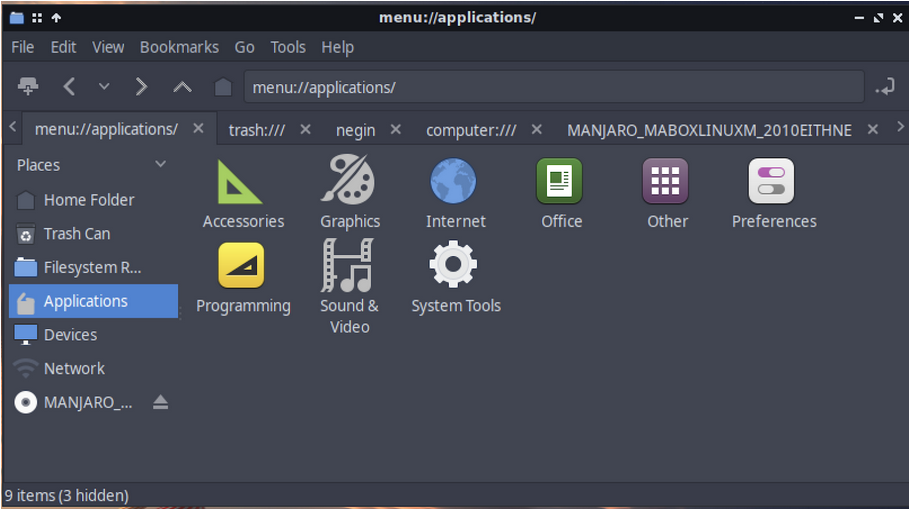 menu://applications/
File Edit View Bookmarks Go Tools Help
menu://applications/
menu://applications/ trash:/// negin computer:/// MANJARO_MABOXLINUXM_2010EITHNE
Places
Home Folder
Trash Can
Filesystem R...
Applications
Devices
Network
MANJARO_...
Accessories Graphics Internet Office Other Preferences
Programming Sound & System Tools
Video
9 items (3 hidden)